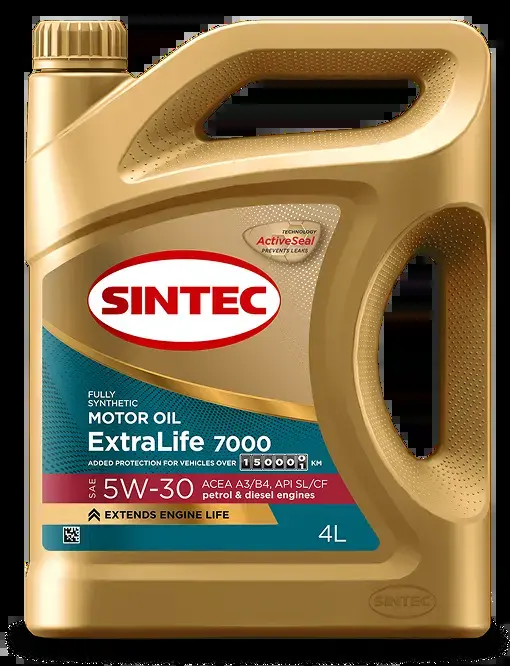 TECHNOLOGY
ActiveSeal
PREVENTS LEAKS
SINTEC
FULLY
SYNTHETIC
MOTOR OIL
ExtraLife 7000
ADDED PROTECTION FOR VEHICLES OVER 150000 KM
SAE 5W-30 ACEA A3/B4, API SL/CF
petrol & diesel engines
EXTENDS ENGINE LIFE
4L
SINTEC